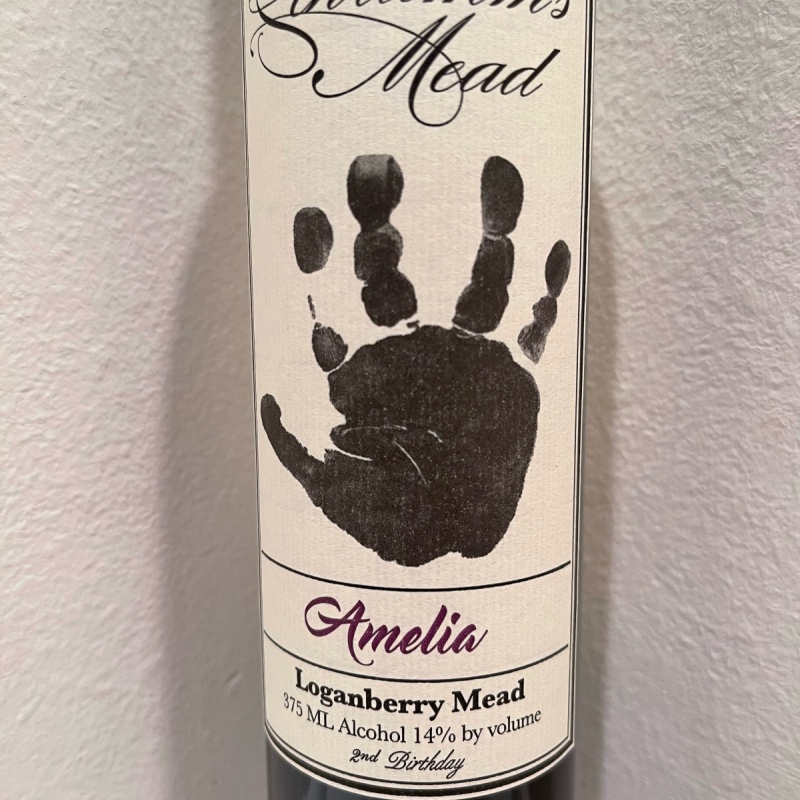 Mead
Amelia
Loganberry Mead
375 ML Alcohol 14% by volume
2nd Birthday